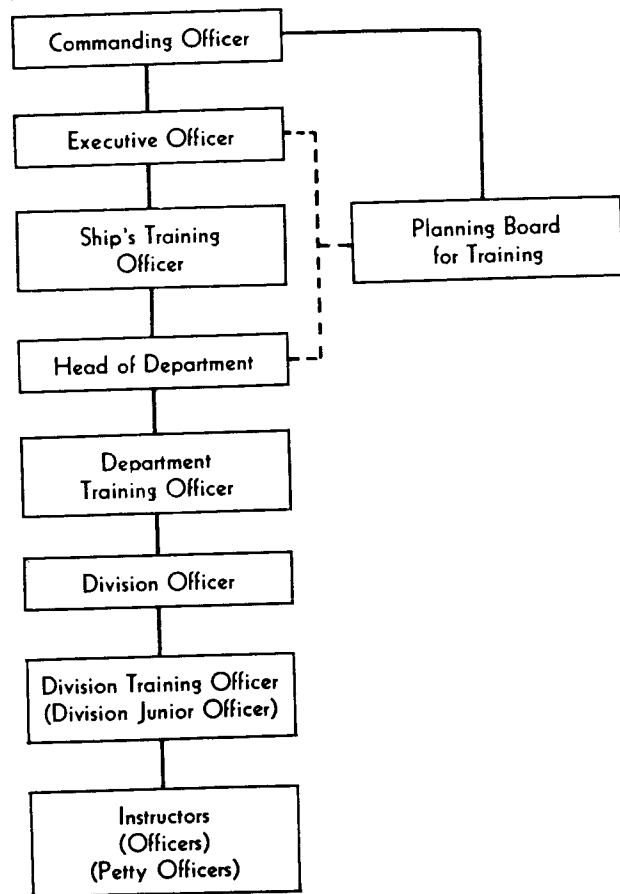 Commanding Officer
Executive Officer
Ship's Training
Officer
Planning Board
for Training
Head of Department
Department
Training Officer
Division Officer
Division Training Officer
(Division Junior Officer)
Instructors
(Officers)
(Petty Officers)